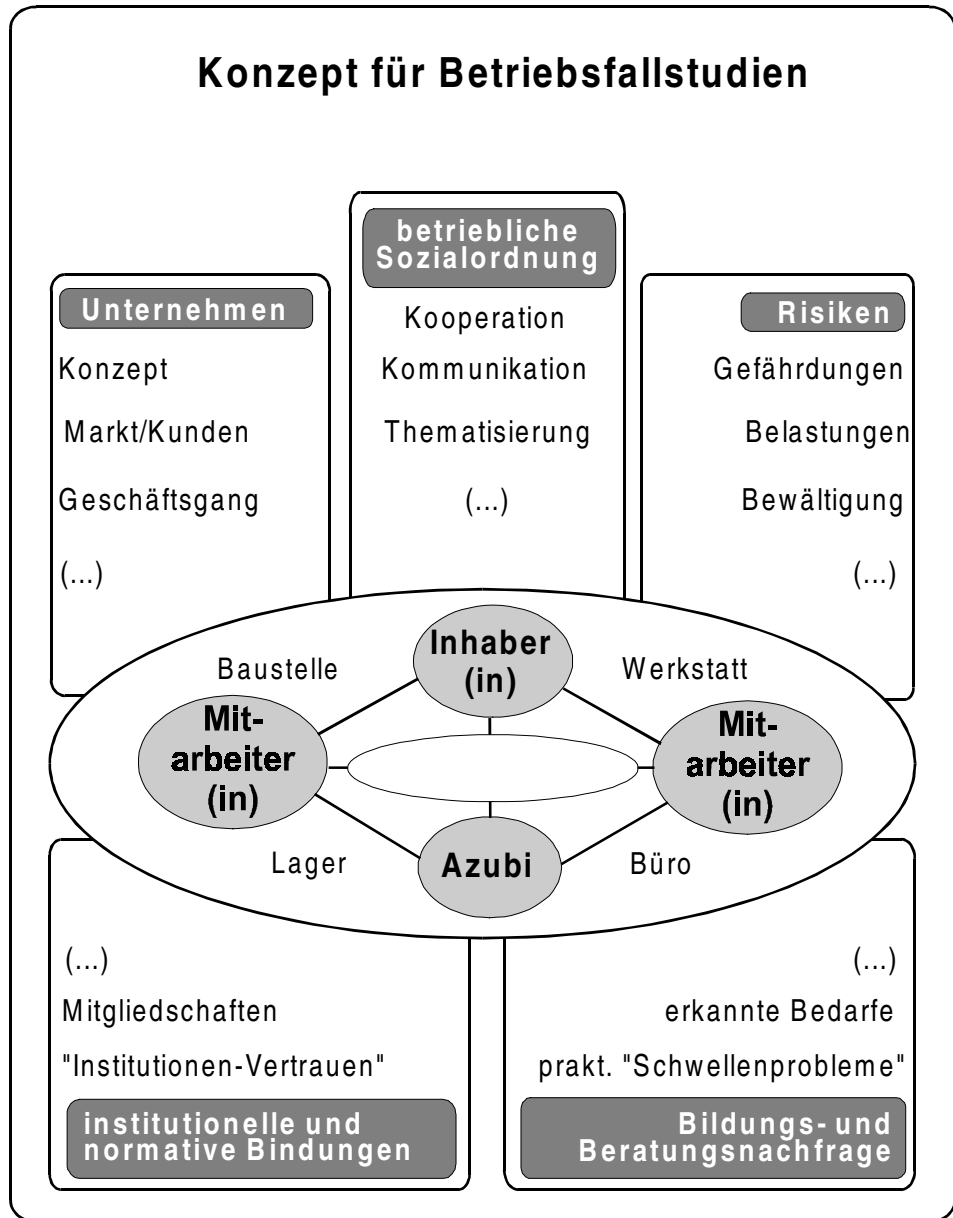 Konzept für Betriebsfallstudien
betriebliche
Sozialordnung
Kooperation
Kommunikation
Thematisierung
(...)
Unternehmen
Konzept
Markt/Kunden
Geschäftsgang
(...)
Risiken
Gefährdungen
Belastungen
Bewältigung
(...)
Baustelle
Inhaber
(in)
Werkstatt
Mit-
arbeiter
(in)
Mit-
arbeiter
(in)
Lager
Azubi
Büro
(...)
Mitgliedschaften
"Institutionen-Vertrauen"
institutionelle und
normative Bindungen
(...)
erkannte Bedarfe
prakt. "Schwellenprobleme"
Bildungs- und
Beratungsnachfrage